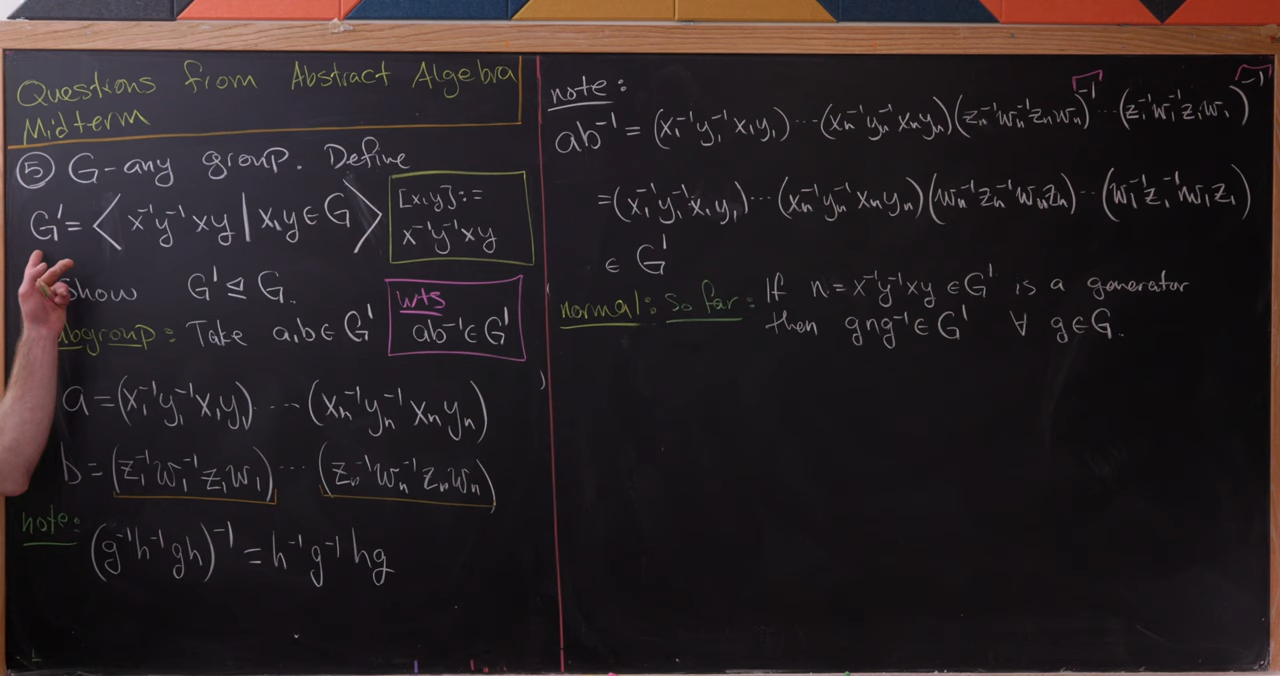 Questions from Abstract Algebra
Midterm
⑤ G-any group. Define
G' = ⟨ x⁻¹y⁻¹xy | x,y ∈ G ⟩
[x,y] :=
x⁻¹y⁻¹xy
Show G' ⊴ G.
wts
ab⁻¹ ∈ G'
ubgroup: Take a,b ∈ G'
a = (x₁⁻¹y₁⁻¹x₁y₁) ⋯ (xₙ⁻¹yₙ⁻¹xₙyₙ)
b = (z₁⁻¹w₁⁻¹z₁w₁) ⋯ (zₙ⁻¹wₙ⁻¹zₙwₙ)
note:
(g⁻¹h⁻¹gh)⁻¹ = h⁻¹g⁻¹hg
note:
ab⁻¹ = (x₁⁻¹y₁⁻¹x₁y₁) ⋯ (xₙ⁻¹yₙ⁻¹xₙyₙ)(zₙ⁻¹wₙ⁻¹zₙwₙ)⁻¹ ⋯ (z₁⁻¹w₁⁻¹z₁w₁)⁻¹
= (x₁⁻¹y₁⁻¹x₁y₁) ⋯ (xₙ⁻¹yₙ⁻¹xₙyₙ)(wₙ⁻¹zₙ⁻¹wₙzₙ) ⋯ (w₁⁻¹z₁⁻¹w₁z₁)
∈ G'
normal: So far: If n = x⁻¹y⁻¹xy ∈ G' is a generator
then gng⁻¹ ∈ G' ∀ g ∈ G.